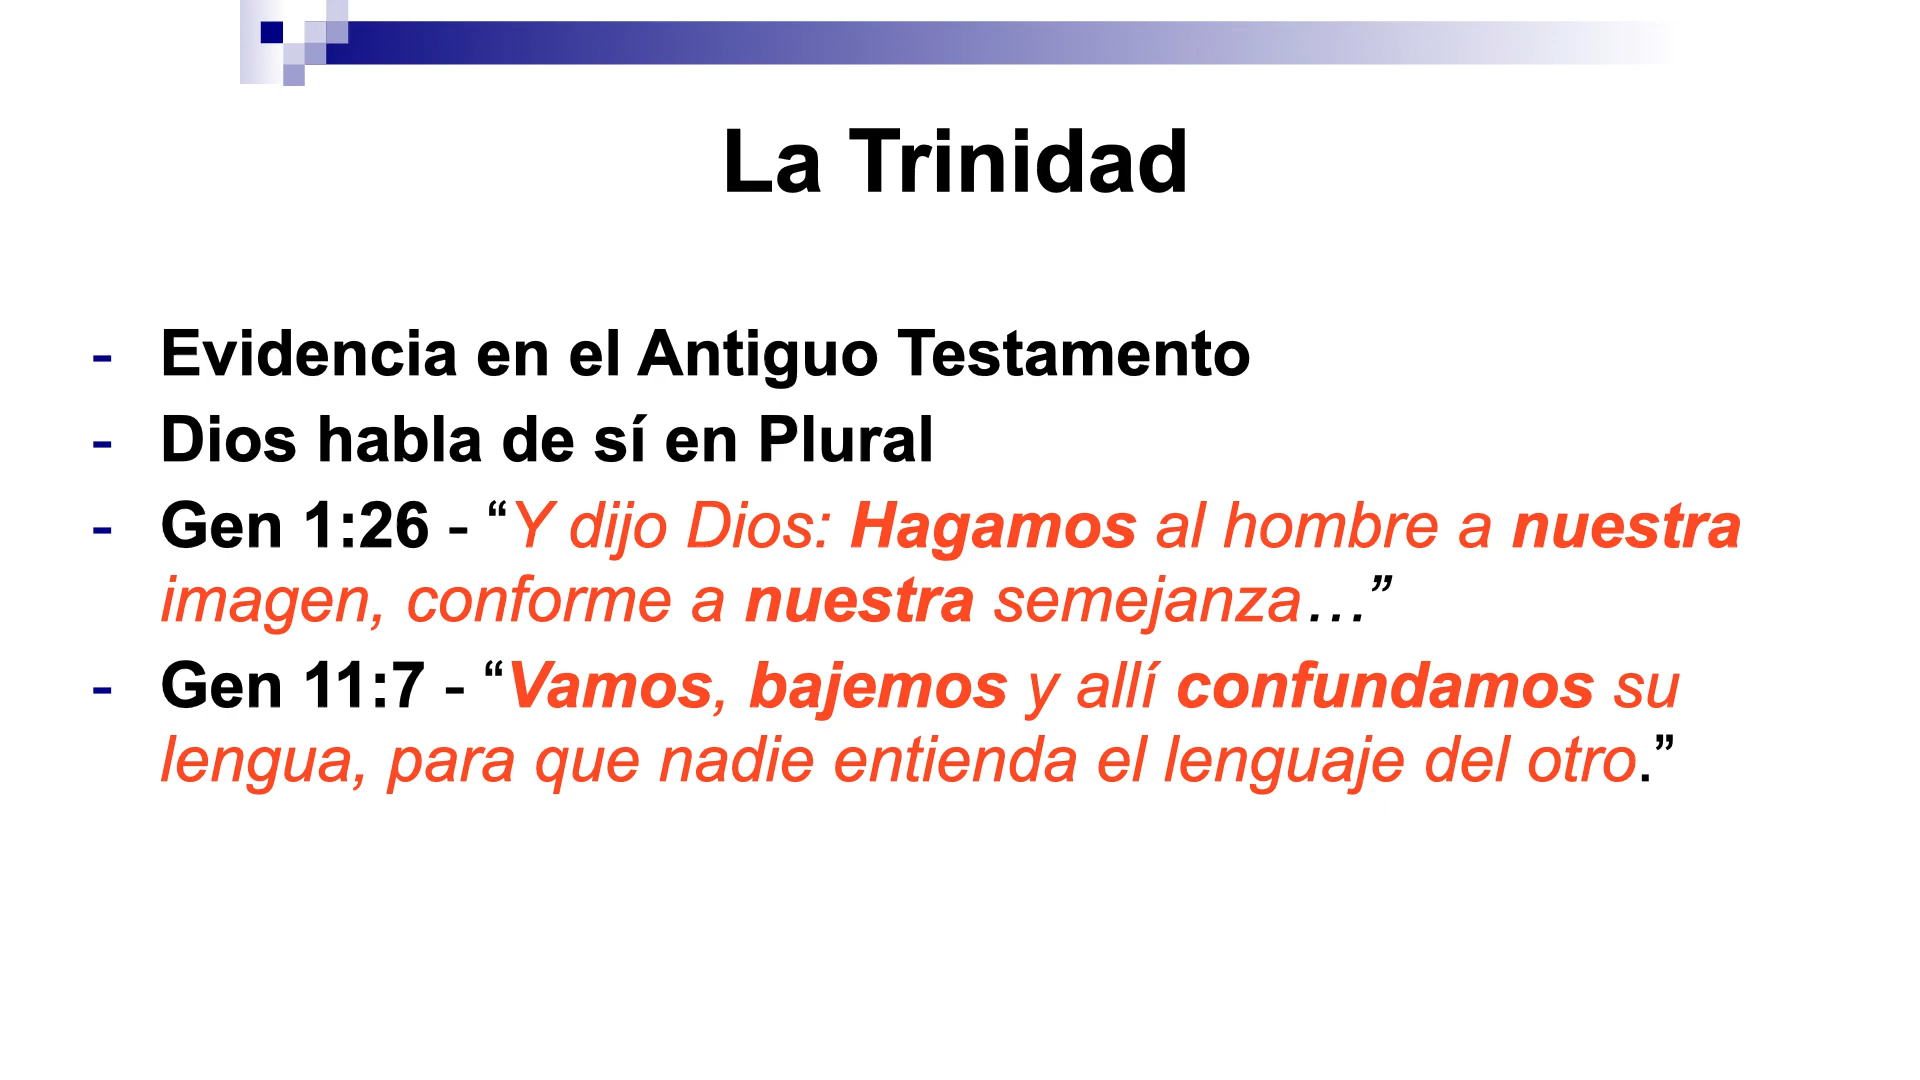 La Trinidad
- Evidencia en el Antiguo Testamento
- Dios habla de sí en Plural
- Gen 1:26 - “Y dijo Dios: Hagamos al hombre a nuestra
imagen, conforme a nuestra semejanza…”
- Gen 11:7 - “Vamos, bajemos y allí confundamos su
lengua, para que nadie entienda el lenguaje del otro.”